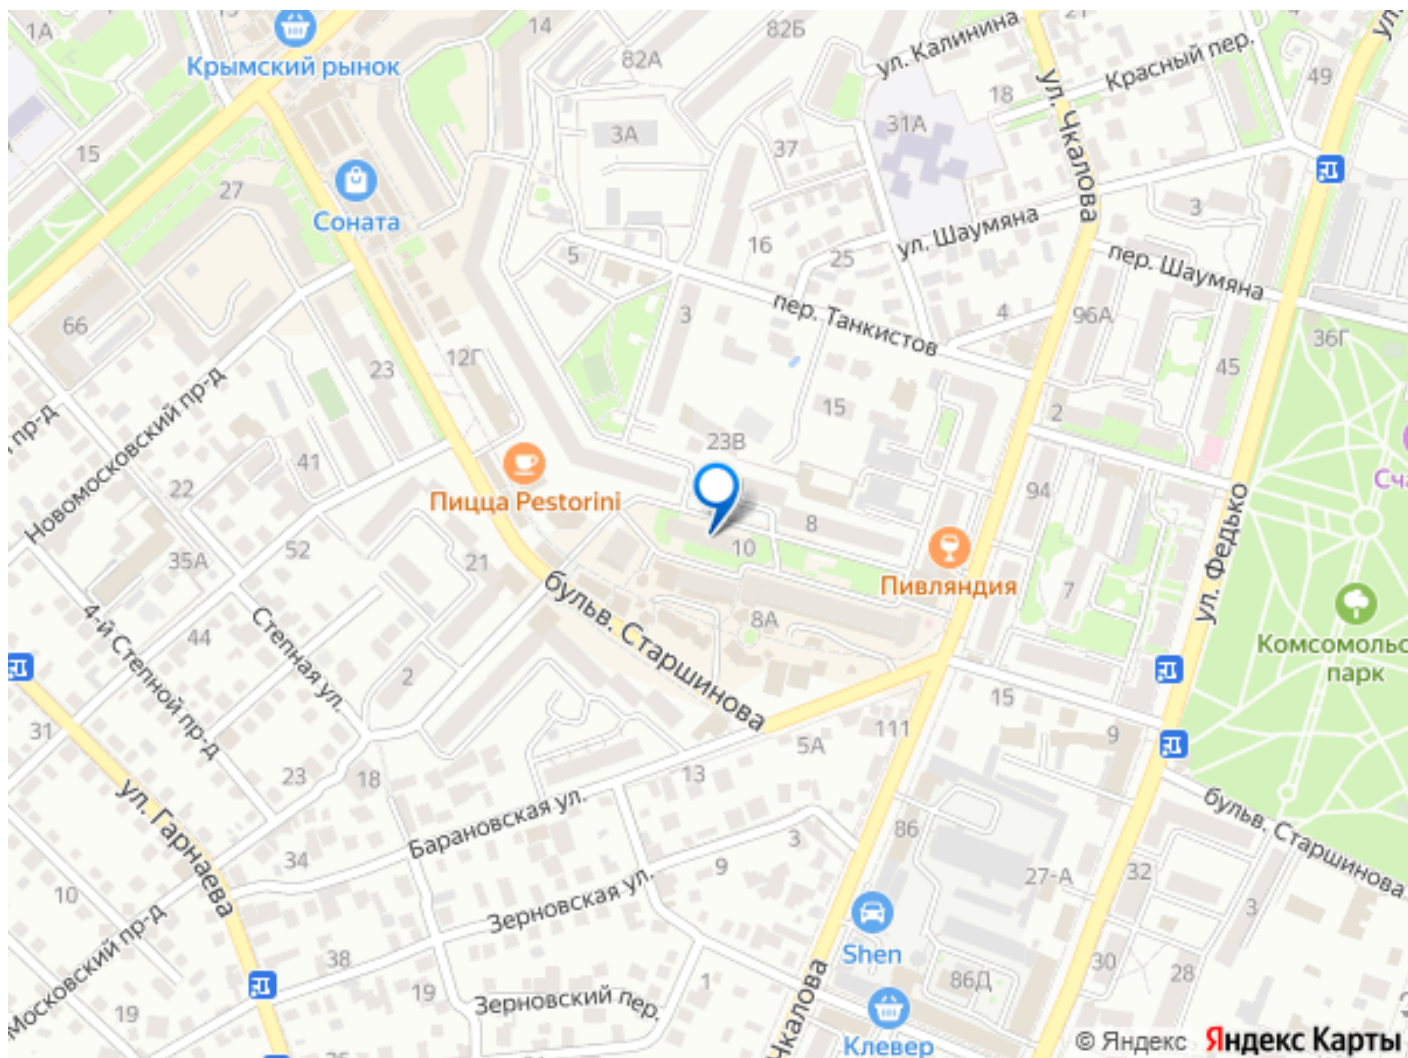 1А
14
82Б
82А
ул. Калинина
Красный пер.
49
18
Крымский рынок
ул. Чкалова
3А
31А
37
15
27
Соната
3
ул. Шаумяна
16
25
5
пер. Шаумяна
3
пер. Танкистов
4
96А
36Г
66
12Г
23
45
Новомосковский пр-д
15
2
23В
41
Пицца Pestorini
22
94
8
10
52
35А
21
Пивляндия
ул. Федько
7
бульв. Старшинова
8А
Степная ул.
44
4-й Степной пр-д
2
Комсомольс
парк
15
31
111
9
5А
13
23
18
ул. Гарнаева
Барановская ул.
бульв. Старшинова
86
3
34
9
27-А
32
10
Зерновская ул.
3
Московский пр-д
Shen
38
30
28
1
86Д
19
19
Зерновский пер.
Чкалова
Клевер
© Яндекс Яндекс Карты